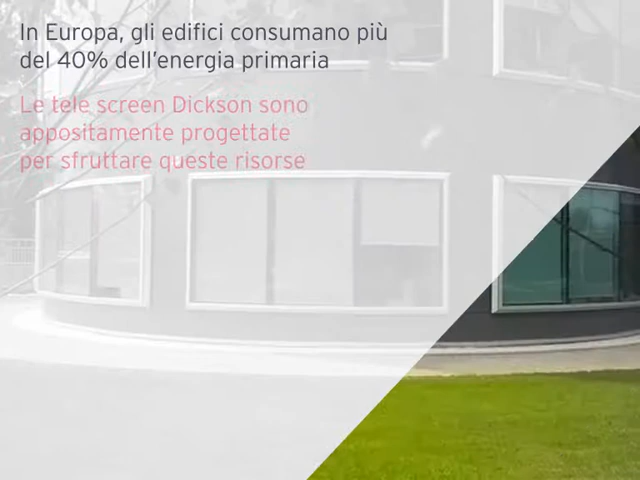 In Europa, gli edifici consumano più
del 40% dell'energia primaria
Le tele screen Dickson sono
appositamente progettate
per sfruttare queste risorse